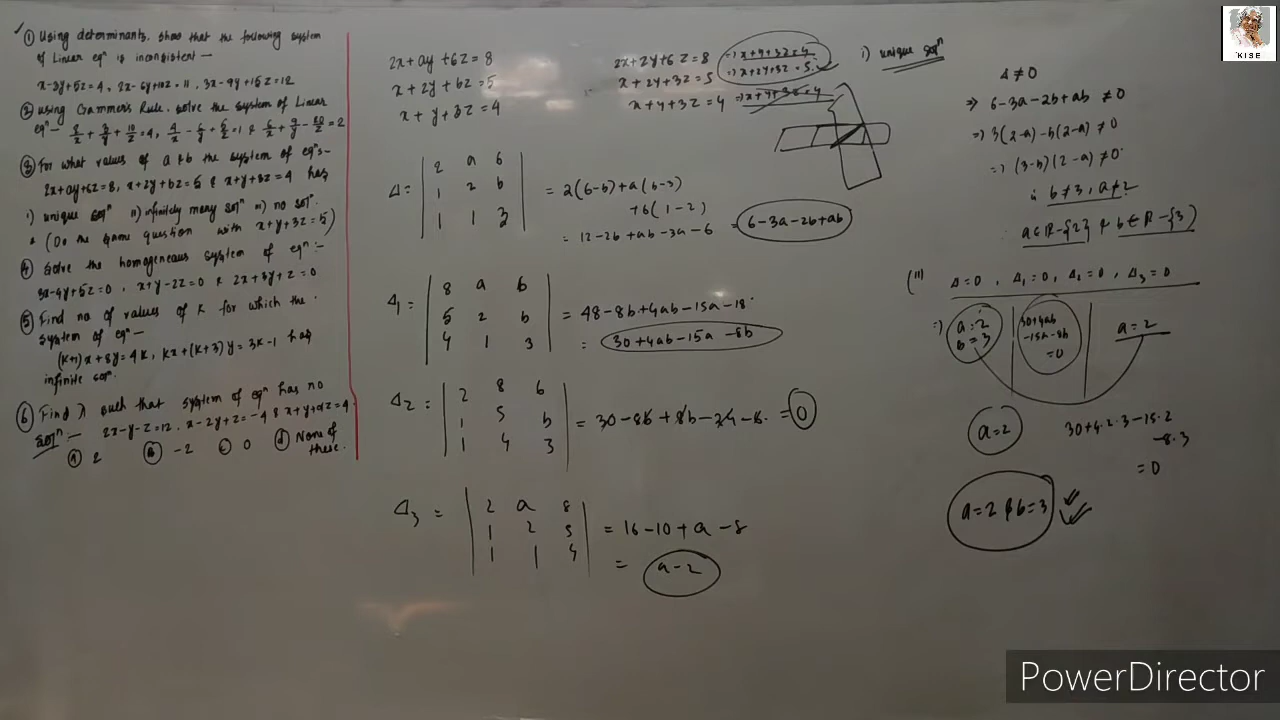 ① Using determinants, show that the following system
of Linear eqⁿ is inconsistent —
x-3y+5z=4, 2x-6y+10z=11, 3x-9y+15z=12
② Using Crammer's Rule, solve the system of Linear
eqⁿ—
③ For what values of a & b the system of eqⁿs-
2x+ay+6z=8, x+2y+bz=5 & x+y+3z=4 has
i) unique solⁿ ii) infinitely many solⁿ iii) no solⁿ.
(Do the same question with x+y+3z=5)
④ Solve the homogeneous system of eqⁿ:-
3x-4y+5z=0, x+y-2z=0 & 2x+3y+z=0
⑤ Find no of values of K for which the
system of eqⁿ—
(K+1)x+8y=4K, Kx+(K+3)y=3K-1 has
infinite solⁿ.
⑥ Find λ such that system of eqⁿ has no
solⁿ:- 2x-y-z=12, x-2y+z=-4 & x+y+λz=4
ⓐ 2 ⓑ -2 ⓒ 0 ⓓ None of
these.
2x+ay+6z=8
x+2y+bz=5
x+y+3z=4
2x+2y+6z=8 ⇒ x+y+3z=4
x+2y+3z=5 ⇒ x+2y+3z=5
x+y+3z=4 ⇒ x+y+3z=4
Δ= | 2 a 6 |
| 1 2 b | = 2(6-b)+a(b-3)
+6(1-2)
| 1 1 3 |
= 12-2b+ab-3a-6 = 6-3a-2b+ab
Δ₁ = | 8 a 6 |
| 5 2 b | = 48-8b+4ab-15a-18
| 4 1 3 | = 30+4ab-15a-8b
Δ₂ = | 2 8 6 |
| 1 5 b | = 30-8b+8b-24-6 = 0
| 1 4 3 |
Δ₃ = | 2 a 8 |
| 1 2 5 | = 16-10+a-8
| 1 1 4 | = a-2
i) unique solⁿ
Δ≠0
⇒ 6-3a-2b+ab ≠0
⇒ 3(2-a)-b(2-a)≠0
⇒ (3-b)(2-a)≠0
∴ b≠3, a≠2
∴ a∈R-{2} & b∈R-{3}
(ii) Δ=0, Δ₁=0, Δ₂=0, Δ₃=0
⇒ a=2
b=3
30+4ab
-15a-8b
=0
a=2
a=2 30+4·2·3-15·2
-8·3
=0
a=2 & b=3
KISE
PowerDirector